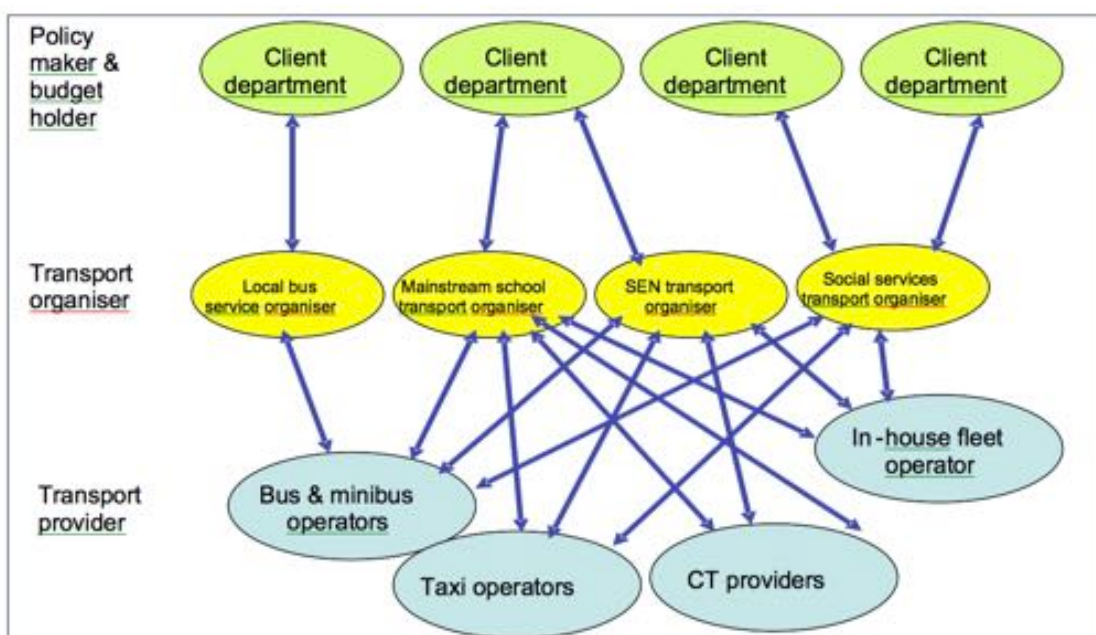 Policy
maker &
budget
holder
Client
department
Client
department
Client
department
Client
department
Transport
organiser
Local bus
service organiser
Mainstream school
transport organiser
SEN transport
organiser
Social services
transport organiser
In-house fleet
operator
Transport
provider
Bus & minibus
operators
Taxi operators
CT providers